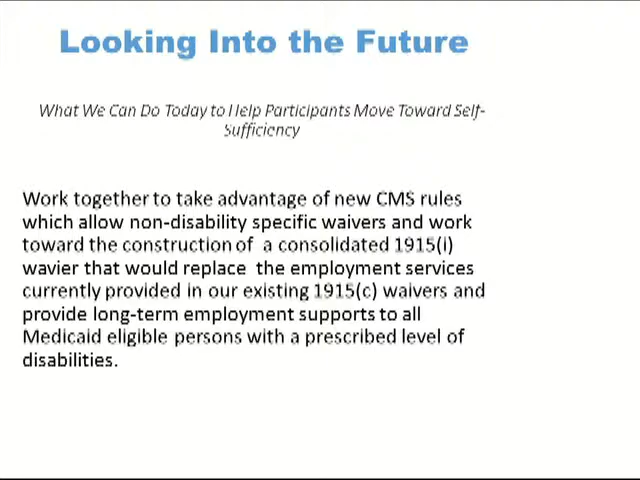 Looking Into the Future
What We Can Do Today to Help Participants Move Toward Self-
Sufficiency
Work together to take advantage of new CMS rules
which allow non-disability specific waivers and work
toward the construction of a consolidated 1915(i)
wavier that would replace the employment services
currently provided in our existing 1915(c) waivers and
provide long-term employment supports to all
Medicaid eligible persons with a prescribed level of
disabilities.